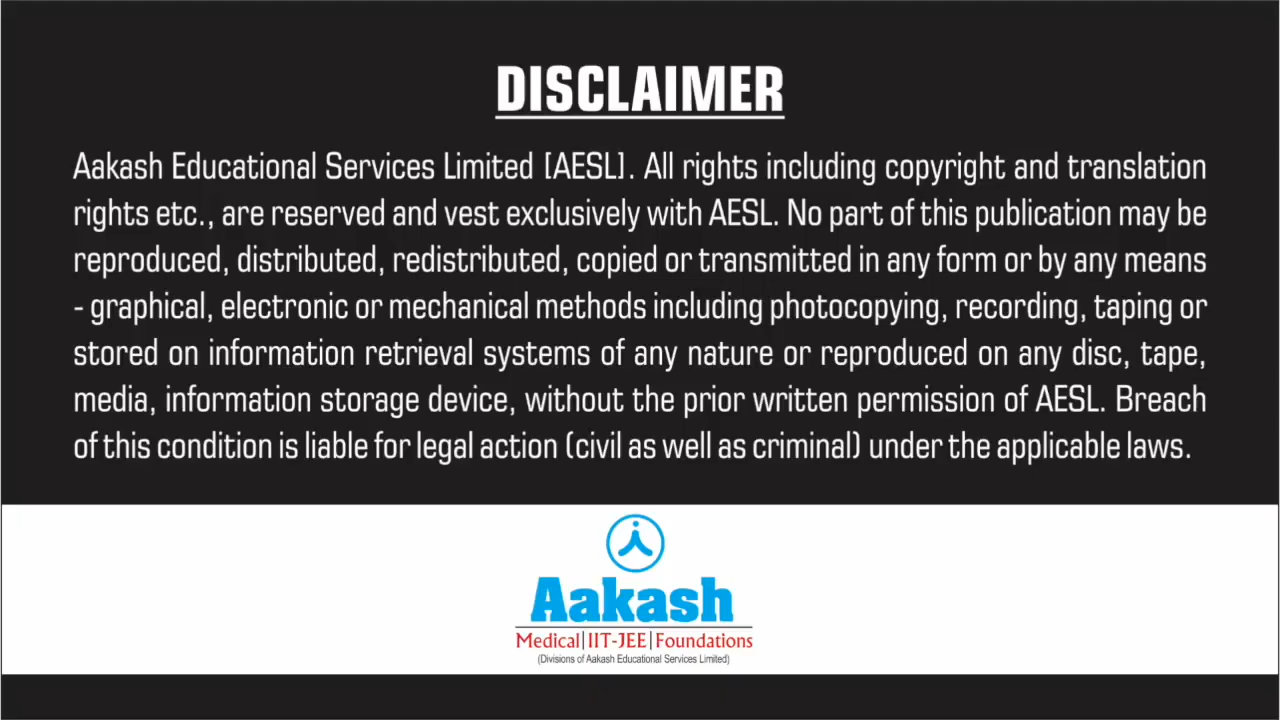 DISCLAIMER
Aakash Educational Services Limited [AESL]. All rights including copyright and translation
rights etc., are reserved and vest exclusively with AESL. No part of this publication may be
reproduced, distributed, redistributed, copied or transmitted in any form or by any means
- graphical, electronic or mechanical methods including photocopying, recording, taping or
stored on information retrieval systems of any nature or reproduced on any disc, tape,
media, information storage device, without the prior written permission of AESL. Breach
of this condition is liable for legal action (civil as well as criminal) under the applicable laws.
Aakash
Medical|IIT-JEE|Foundations
(Divisions of Aakash Educational Services Limited)